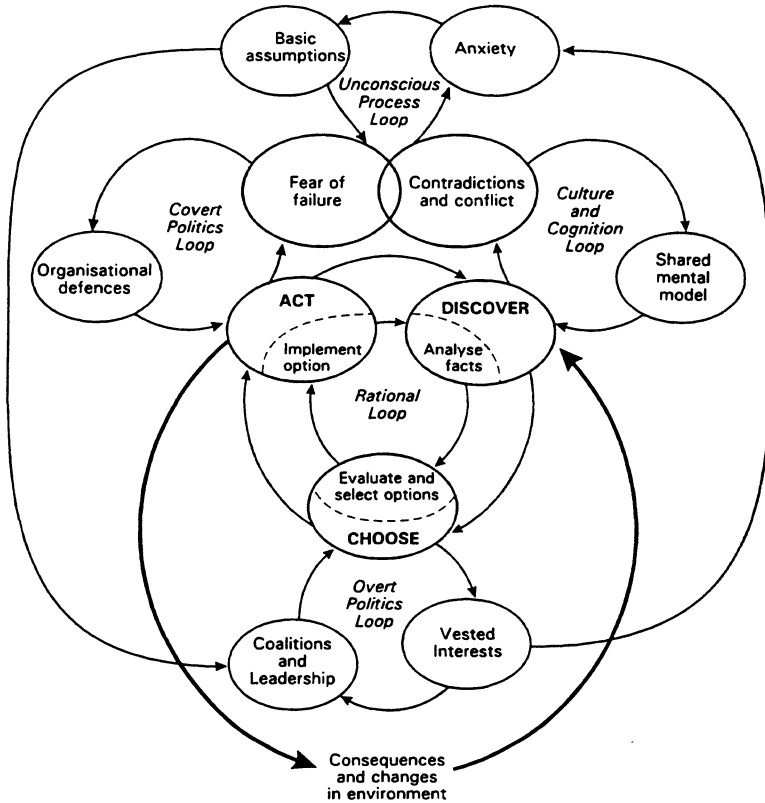 Basic
assumptions
Anxiety
Unconscious
Process
Loop
Fear of
failure
Contradictions
and conflict
Covert
Politics
Loop
Culture
and
Cognition
Loop
Organisational
defences
Shared
mental
model
ACT
Implement
option
DISCOVER
Analyse
facts
Rational
Loop
Evaluate and
select options
CHOOSE
Overt
Politics
Loop
Coalitions
and
Leadership
Vested
Interests
Consequences
and changes
in environment